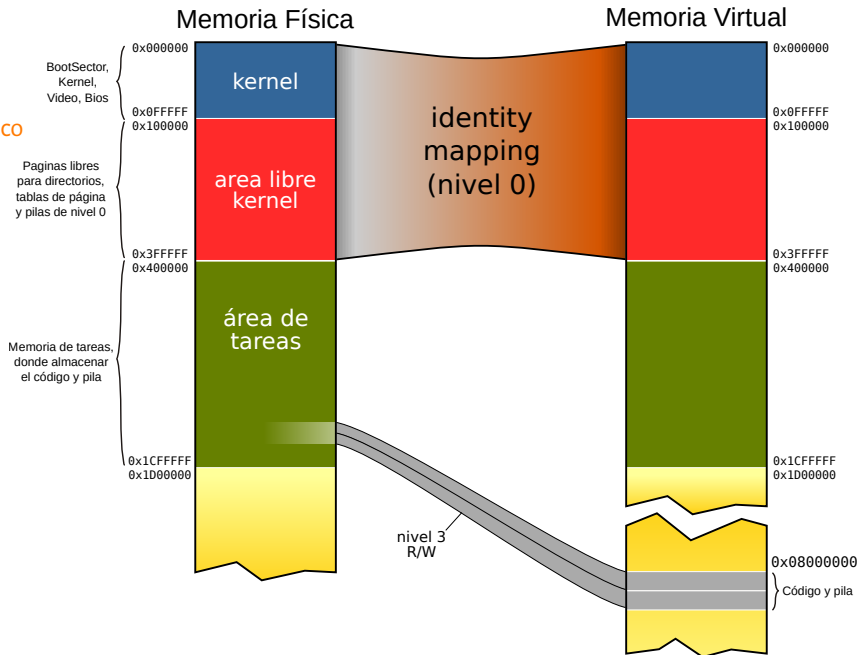 Memoria Física
Memoria Virtual
0x000000
BootSector,
Kernel,
Video, Bios
kernel
0x0FFFFF
0x100000
co
Paginas libres
para directorios,
tablas de página
y pilas de nivel 0
area libre
kernel
0x3FFFFF
0x400000
identity
mapping
(nivel 0)
0x000000
0x0FFFFF
0x100000
0x3FFFFF
0x400000
área de
tareas
Memoria de tareas,
donde almacenar
el código y pila
0x1CFFFFF
0x1D00000
nivel 3
R/W
0x1CFFFFF
0x1D00000
0x08000000
Código y pila